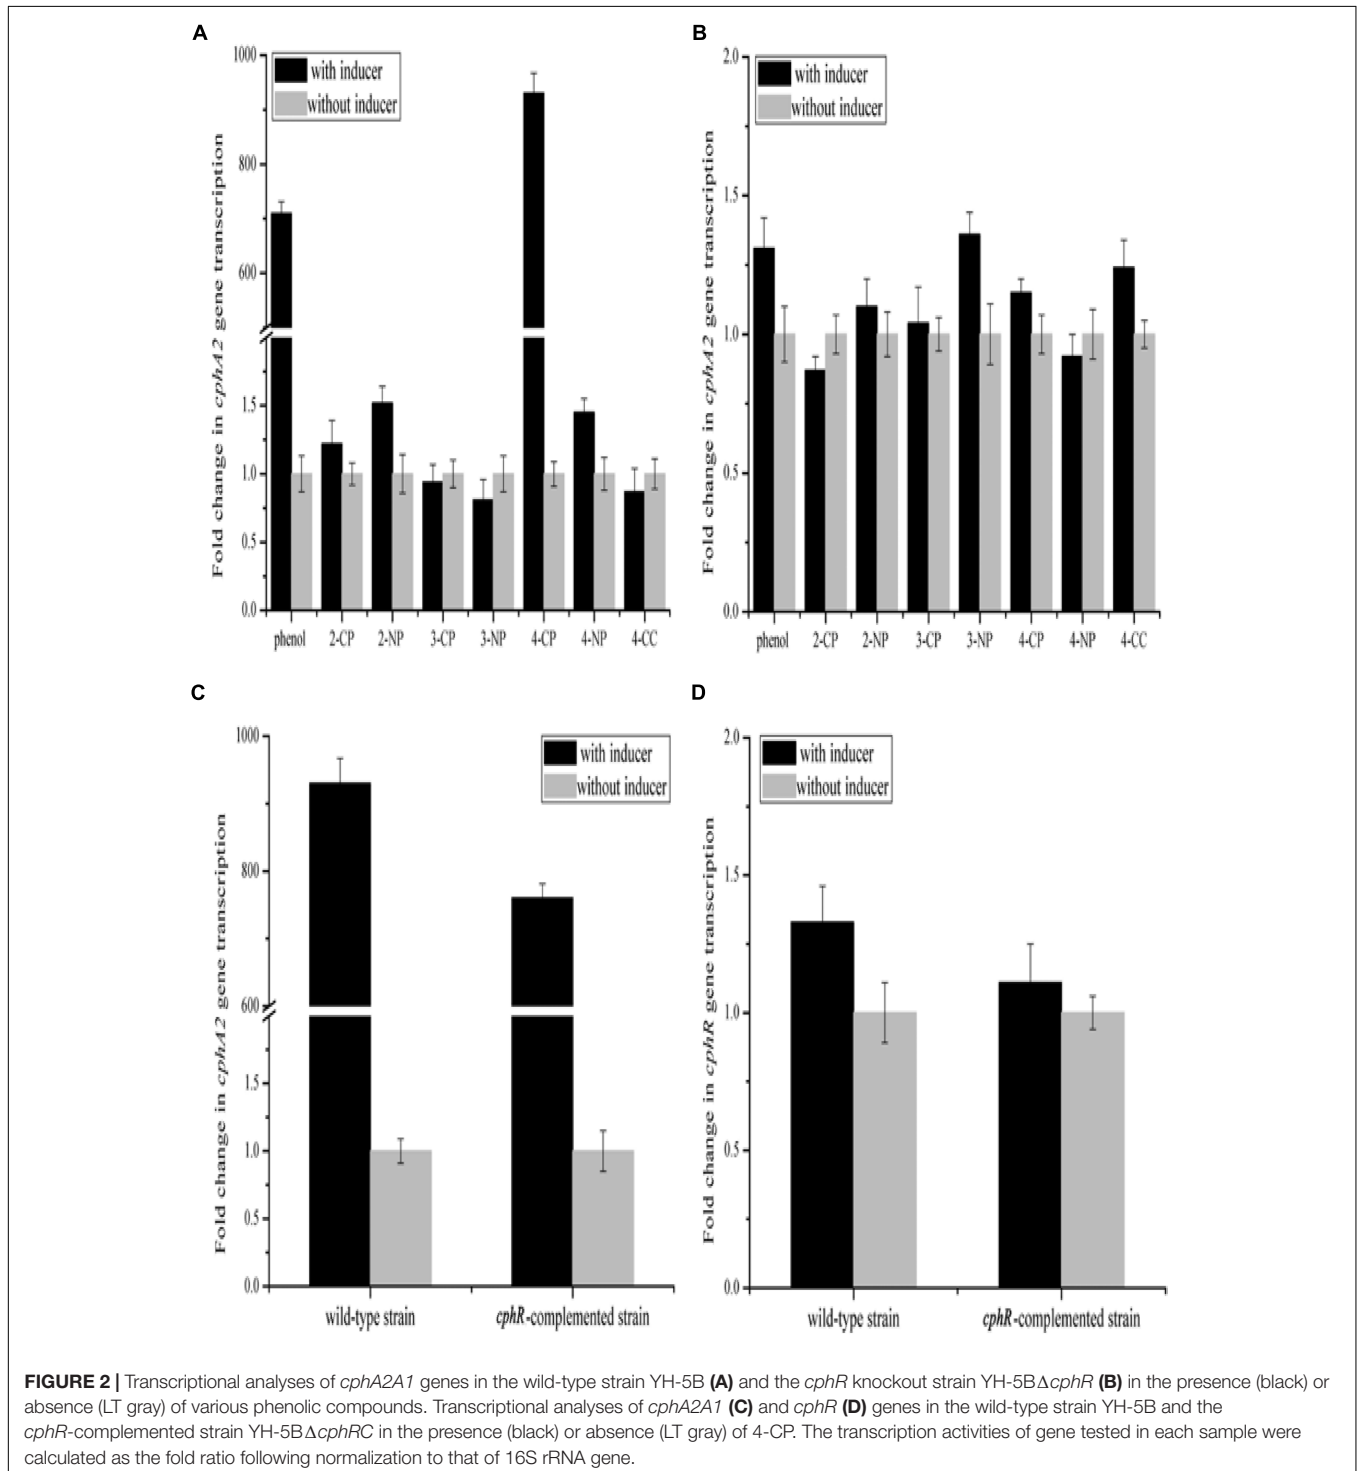 A
Fold change in cphA2 gene transcription
1000
800
600
1.5
1.0
0.5
0.0
with inducer
without inducer
phenol 2-CP 2-NP 3-CP 3-NP 4-CP 4-NP 4-CC
B
Fold change in cphA2 gene transcription
2.0
1.5
1.0
0.5
0.0
with inducer
without inducer
phenol 2-CP 2-NP 3-CP 3-NP 4-CP 4-NP 4-CC
C
Fold change in cphA2 gene transcription
1000
800
600
1.5
1.0
0.5
0.0
with inducer
without inducer
wild-type strain cphR-complemented strain
D
Fold change in cphR gene transcription
2.0
1.5
1.0
0.5
0.0
with inducer
without inducer
wild-type strain cphR-complemented strain
FIGURE 2 | Transcriptional analyses of cphA2A1 genes in the wild-type strain YH-5B (A) and the cphR knockout strain YH-5BΔcphR (B) in the presence (black) or
absence (LT gray) of various phenolic compounds. Transcriptional analyses of cphA2A1 (C) and cphR (D) genes in the wild-type strain YH-5B and the
cphR-complemented strain YH-5BΔcphRC in the presence (black) or absence (LT gray) of 4-CP. The transcription activities of gene tested in each sample were
calculated as the fold ratio following normalization to that of 16S rRNA gene.